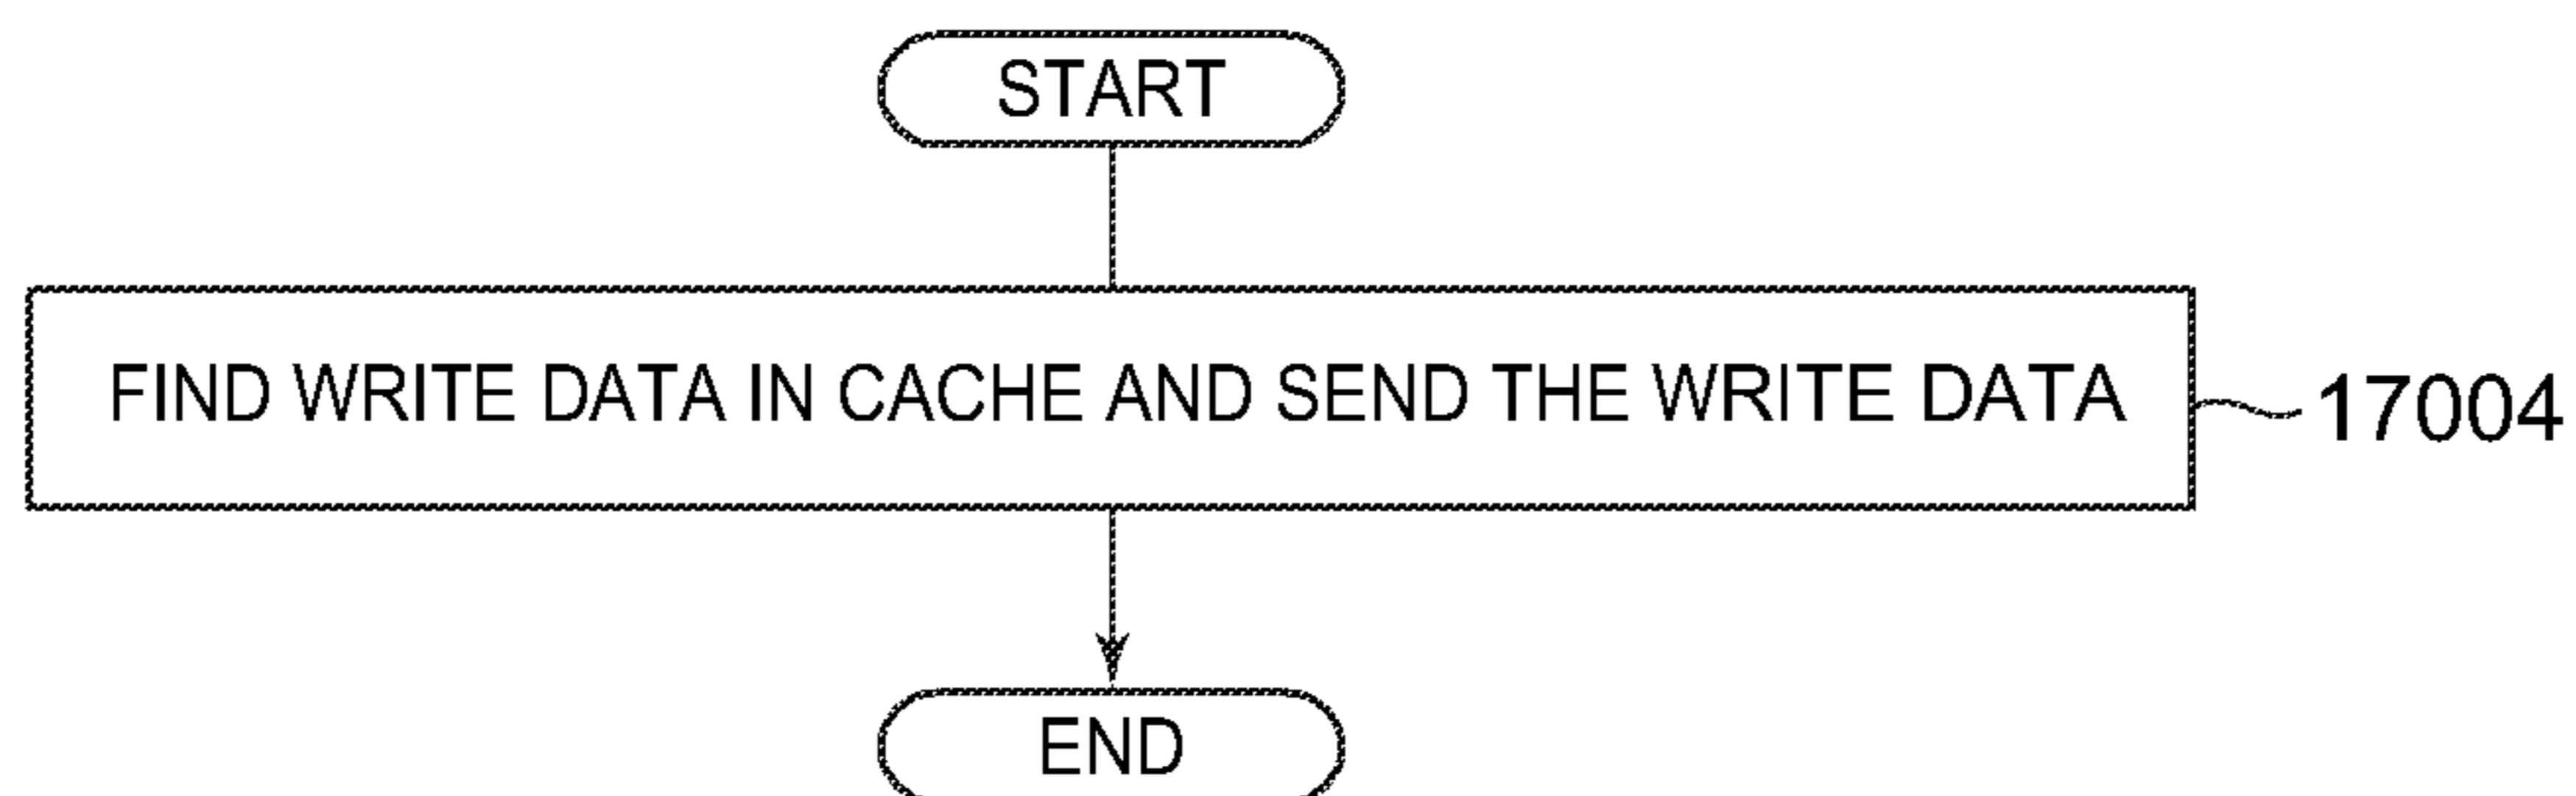 START
FIND WRITE DATA IN CACHE AND SEND THE WRITE DATA
17004
END